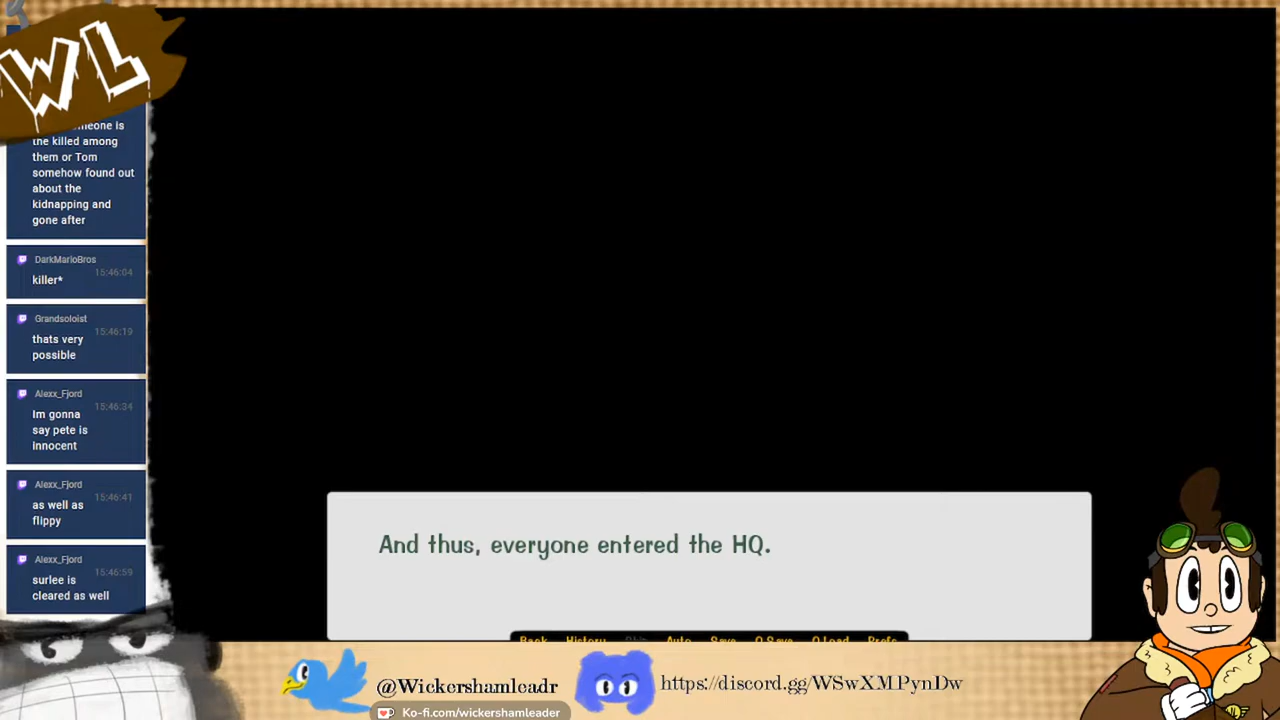 WL
the killed among
them or Tom
somehow found out
about the
kidnapping and
gone after
DarkMarioBros
15:46:04
killer*
Grandsoloist
15:46:19
thats very
possible
Alexx_Fjord
15:46:34
Im gonna
say pete is
innocent
Alexx_Fjord
15:46:41
as well as
flippy
Alexx_Fjord
15:46:59
surlee is
cleared as well
And thus, everyone entered the HQ.
Back History Skip Auto Save Q.Save Q.Load Prefs
@Wickershamleadr
https://discord.gg/WSwXMPynDw
Ko-fi.com/wickershamleader